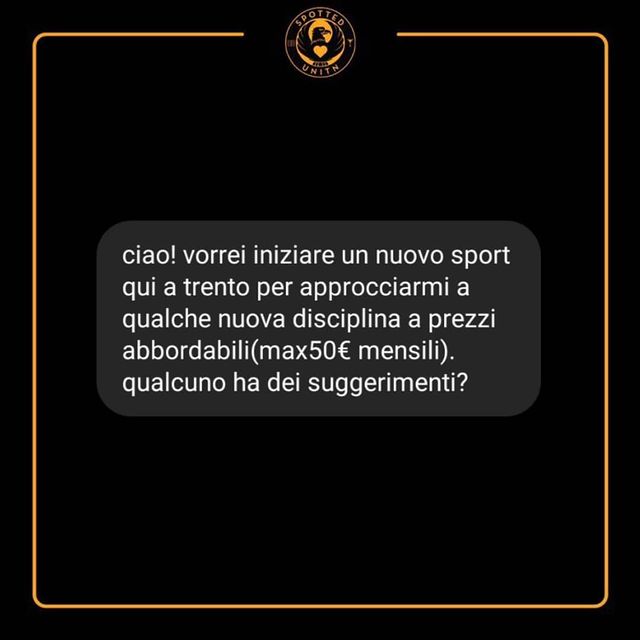 SPOTTED
UNITN
ciao! vorrei iniziare un nuovo sport
qui a trento per approcciarmi a
qualche nuova disciplina a prezzi
abbordabili(max50€ mensili).
qualcuno ha dei suggerimenti?